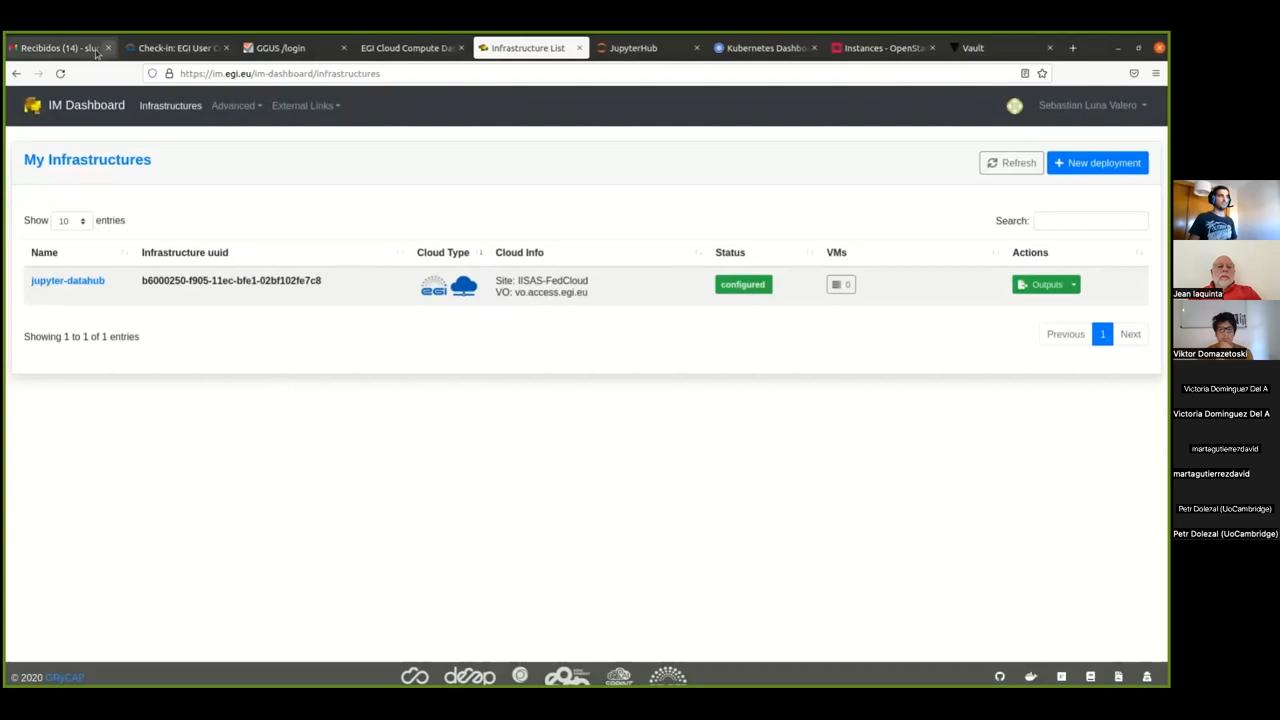 Recibidos (14) - slu
Check-in: EGI User C
GGUS /login
EGI Cloud Compute Da
Infrastructure List
JupyterHub
Kubernetes Dashbo
Instances - OpenSta
Vault
https://im.egi.eu/im-dashboard/infrastructures
IM Dashboard
Infrastructures
Advanced
External Links
Sebastian Luna Valero
My Infrastructures
Refresh
+ New deployment
Show 10 entries
Search:
Name
Infrastructure uuid
Cloud Type
Cloud Info
Status
VMs
Actions
jupyter-datahub
b6000250-f905-11ec-bfe1-02bf102fe7c8
EGI
Site: IISAS-FedCloud
VO: vo.access.egi.eu
configured
0
Outputs
Showing 1 to 1 of 1 entries
Previous
1
Next
© 2020 GRyCAP
deep
Jean Iaquinta
Viktor Domazetoski
Victoria Dominguez Del A
Victoria Dominguez Del A
martagutierrezdavid
martagutierrezdavid
Petr Dolezal (UoCambridge)
Petr Dolezal (UoCambridge)